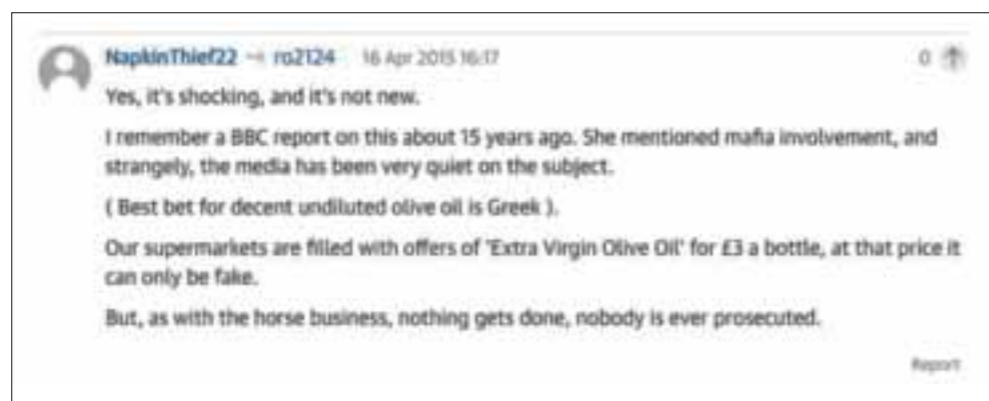 NapkinThief22 → ro2124 16 Apr 2015 16:17 0 ↑
Yes, it's shocking, and it's not new.
I remember a BBC report on this about 15 years ago. She mentioned mafia involvement, and
strangely, the media has been very quiet on the subject.
( Best bet for decent undiluted olive oil is Greek ).
Our supermarkets are filled with offers of 'Extra Virgin Olive Oil' for £3 a bottle, at that price it
can only be fake.
But, as with the horse business, nothing gets done, nobody is ever prosecuted.
Report